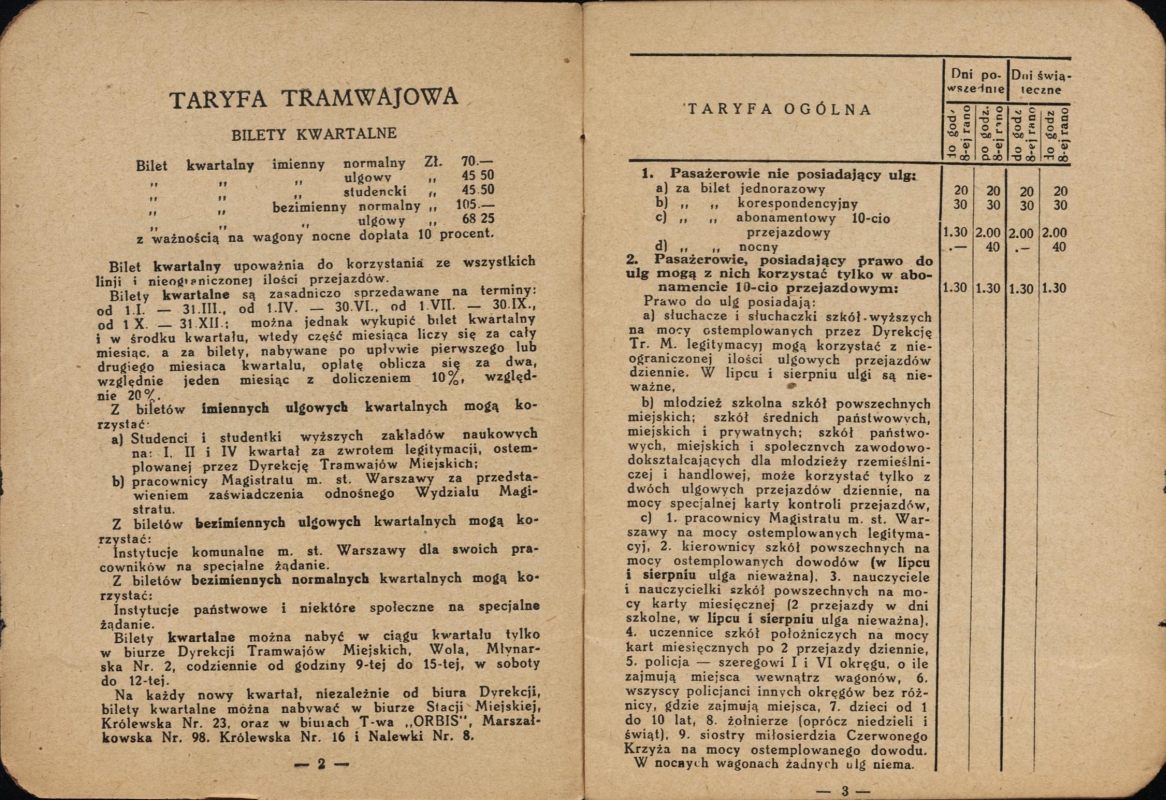 TARYFA TRAMWAJOWA
BILETY KWARTALNE
Bilet kwartalny imienny normalny Zł. 70.—
„ „ „ ulgowy „ 45 50
„ „ „ studencki „ 45.50
„ „ bezimienny normalny „ 105.—
„ „ „ ulgowy „ 68 25
z ważnością na wagony nocne dopłata 10 procent.
Bilet kwartalny upoważnia do korzystania ze wszystkich
linji i nieograniczonej ilości przejazdów.
Bilety kwartalne są zasadniczo sprzedawane na terminy:
od 1.I. — 31.III., od 1.IV. — 30.VI., od 1.VII. — 30.IX.,
od 1 X. — 31.XII.; można jednak wykupić bilet kwartalny
i w środku kwartału, wtedy część miesiąca liczy się za cały
miesiąc, a za bilety, nabywane po upływie pierwszego lub
drugiego miesiąca kwartału, opłatę oblicza się za dwa,
względnie jeden miesiąc z doliczeniem 10%, względ-
nie 20%.
Z biletów imiennych ulgowych kwartalnych mogą ko-
rzystać:
a) Studenci i studentki wyższych zakładów naukowych
na: I, II i IV kwartał za zwrotem legitymacji, ostem-
plowanej przez Dyrekcję Tramwajów Miejskich;
b) pracownicy Magistratu m. st. Warszawy za przedsta-
wieniem zaświadczenia odnośnego Wydziału Magi-
stratu.
Z biletów bezimiennych ulgowych kwartalnych mogą ko-
rzystać:
Instytucje komunalne m. st. Warszawy dla swoich pra-
cowników na specjalne żądanie.
Z biletów bezimiennych normalnych kwartalnych mogą ko-
rzystać:
Instytucje państwowe i niektóre społeczne na specjalne
żądanie.
Bilety kwartalne można nabyć w ciągu kwartału tylko
w biurze Dyrekcji Tramwajów Miejskich, Wola, Młynar-
ska Nr. 2, codziennie od godziny 9-tej do 15-tej, w soboty
do 12-tej.
Na każdy nowy kwartał, niezależnie od biura Dyrekcji,
bilety kwartalne można nabywać w biurze Stacji Miejskiej,
Królewska Nr. 23, oraz w biurach T-wa „ORBIS", Marszał-
kowska Nr. 98, Królewska Nr. 16 i Nalewki Nr. 8.
— 2 —
TARYFA OGÓLNA
Dni po-
wszednie
Dni świą-
teczne
do godz.
8-ej rano
po godz.
8-ej rano
do godz
8-ej rano
do godz
8-ej rano
1. Pasażerowie nie posiadający ulg:
a) za bilet jednorazowy 20 20 20 20
b) „ „ korespondencyjny 30 30 30 30
c) „ „ abonamentowy 10-cio
przejazdowy 1.30 2.00 2.00 2.00
d) „ „ nocny .— 40 .— 40
2. Pasażerowie, posiadający prawo do
ulg mogą z nich korzystać tylko w abo-
namencie 10-cio przejazdowym: 1.30 1.30 1.30 1.30
Prawo do ulg posiadają:
a) słuchacze i słuchaczki szkół wyższych
na mocy ostemplowanych przez Dyrekcję
Tr. M. legitymacyj mogą korzystać z nie-
ograniczonej ilości ulgowych przejazdów
dziennie. W lipcu i sierpniu ulgi są nie-
ważne,
b) młodzież szkolna szkół powszechnych
miejskich; szkół średnich państwowych,
miejskich i prywatnych; szkół państwo-
wych, miejskich i społecznych zawodowo-
dokształcających dla młodzieży rzemieślni-
czej i handlowej, może korzystać tylko z
dwóch ulgowych przejazdów dziennie, na
mocy specjalnej karty kontroli przejazdów,
c) 1. pracownicy Magistratu m. st. War-
szawy na mocy ostemplowanych legityma-
cyj, 2. kierownicy szkół powszechnych na
mocy ostemplowanych dowodów (w lipcu
i sierpniu ulga nieważna), 3. nauczyciele
i nauczycielki szkół powszechnych na mo-
cy karty miesięcznej (2 przejazdy w dni
szkolne, w lipcu i sierpniu ulga nieważna),
4. uczennice szkół położniczych na mocy
kart miesięcznych po 2 przejazdy dziennie,
5. policja — szeregowi I i VI okręgu, o ile
zajmują miejsca wewnątrz wagonów, 6.
wszyscy policjanci innych okręgów bez róż-
nicy, gdzie zajmują miejsca, 7. dzieci od 1
do 10 lat, 8. żołnierze (oprócz niedzieli i
świąt), 9. siostry miłosierdzia Czerwonego
Krzyża na mocy ostemplowanego dowodu.
W nocnych wagonach żadnych ulg niema.
— 3 —